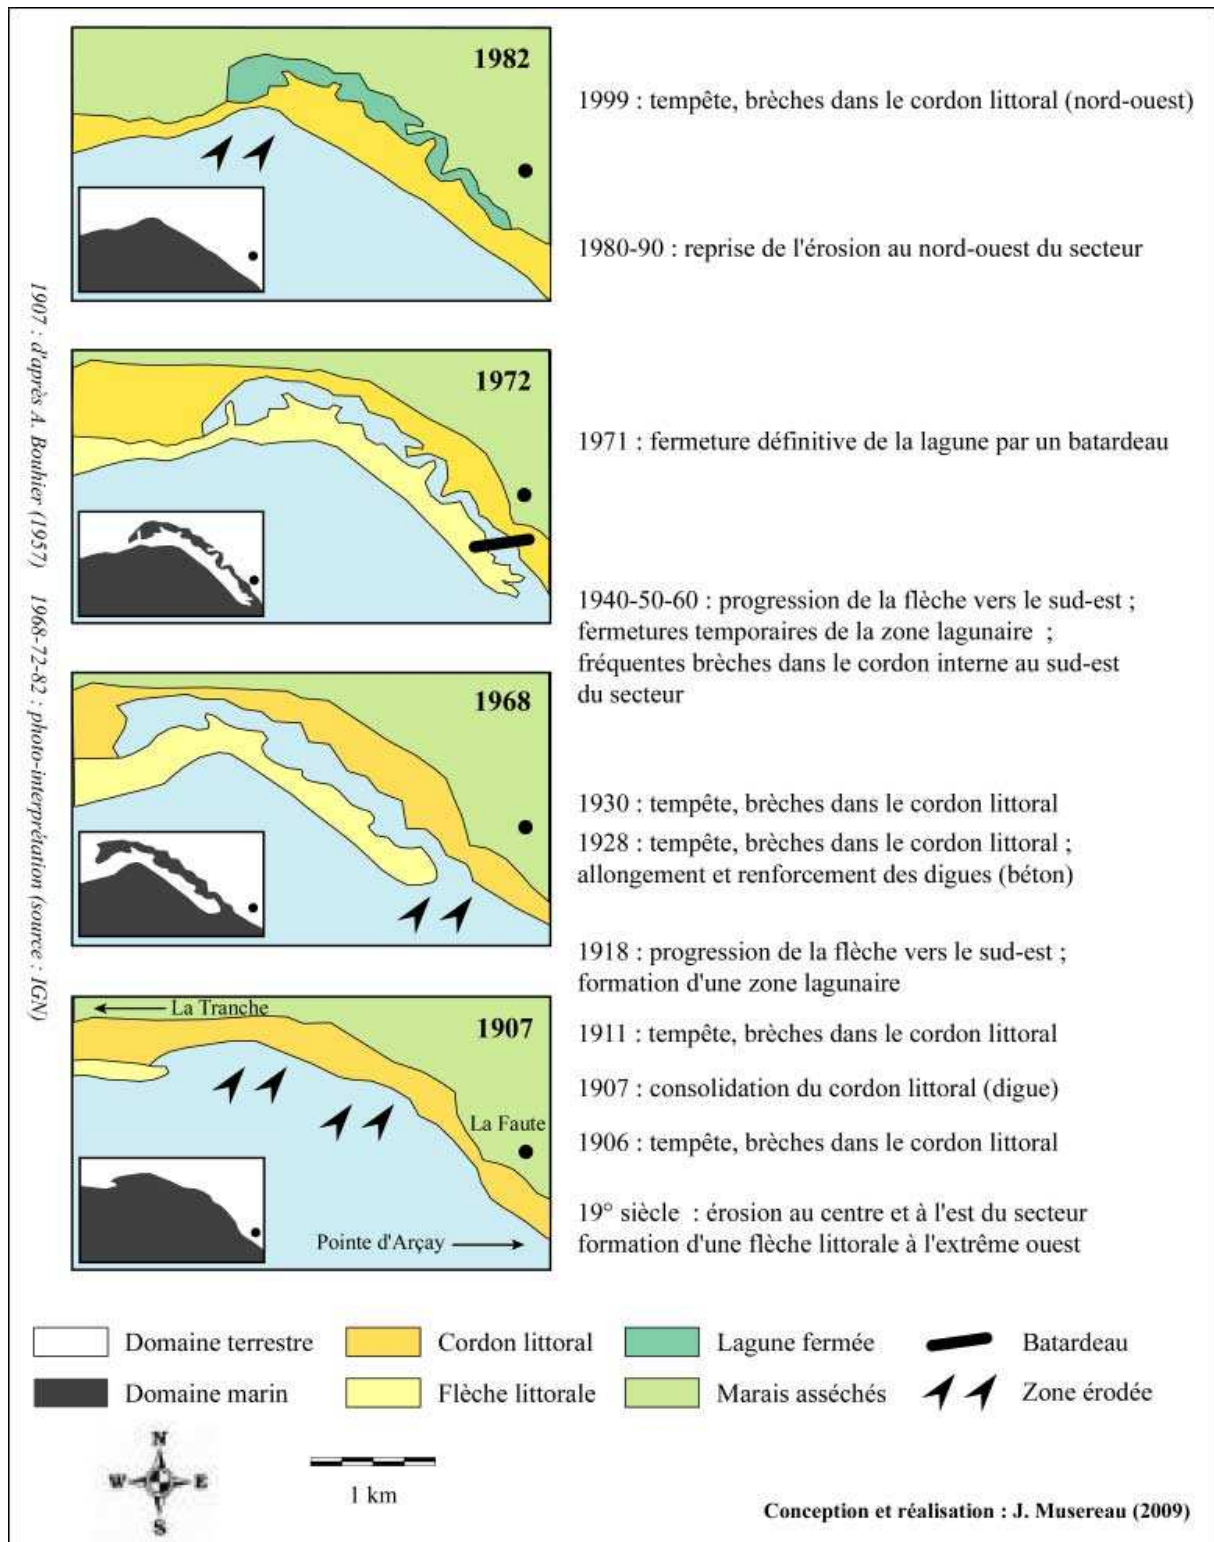 1982
1999 : tempête, brèches dans le cordon littoral (nord-ouest)
1980-90 : reprise de l'érosion au nord-ouest du secteur
1972
1971 : fermeture définitive de la lagune par un batardeau
1940-50-60 : progression de la flèche vers le sud-est ;
fermetures temporaires de la zone lagunaire ;
fréquentes brèches dans le cordon interne au sud-est
du secteur
1968
1930 : tempête, brèches dans le cordon littoral
1928 : tempête, brèches dans le cordon littoral ;
allongement et renforcement des digues (béton)
1918 : progression de la flèche vers le sud-est ;
formation d'une zone lagunaire
La Tranche
1907
La Faute
Pointe d'Arçay
1911 : tempête, brèches dans le cordon littoral
1907 : consolidation du cordon littoral (digue)
1906 : tempête, brèches dans le cordon littoral
19° siècle : érosion au centre et à l'est du secteur
formation d'une flèche littorale à l'extrême ouest
1907 : d'après A. Bouhier (1957) 1968-72-82 : photo-interprétation (source : IGN)
Domaine terrestre
Cordon littoral
Lagune fermée
Batardeau
Domaine marin
Flèche littorale
Marais asséchés
Zone érodée
N
W E
S
1 km
Conception et réalisation : J. Musereau (2009)